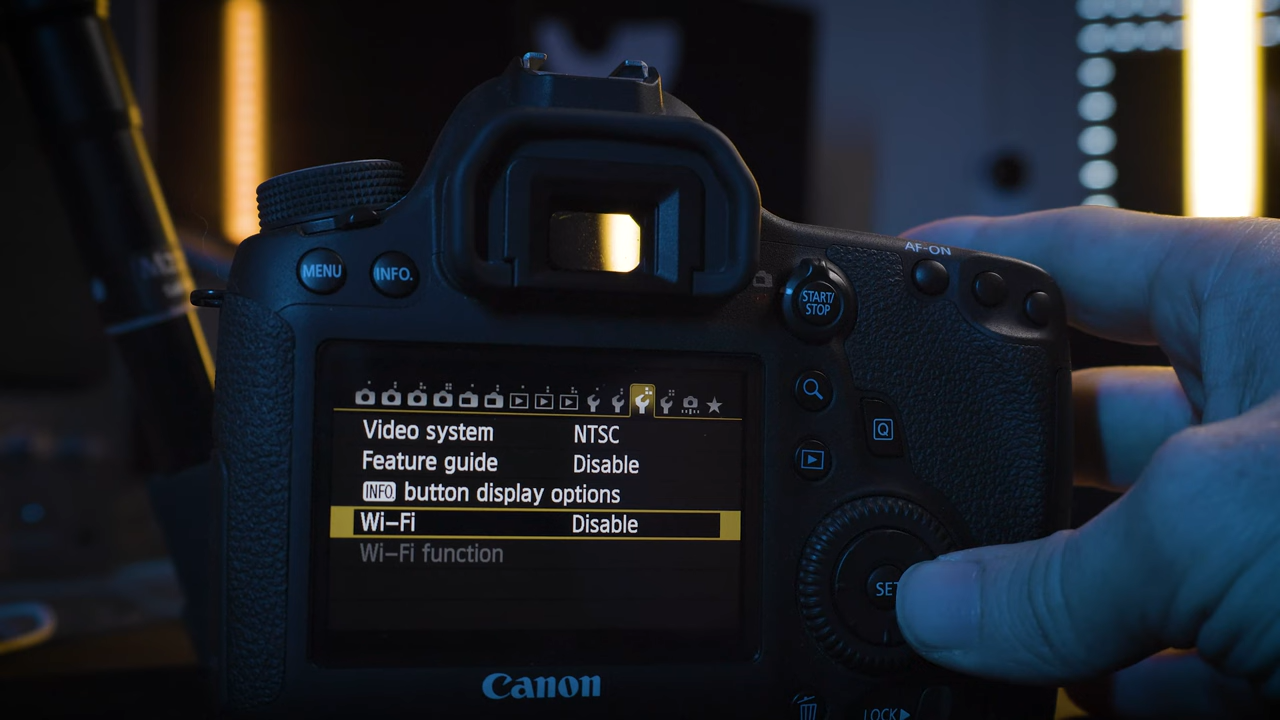 AF-ON
MENU
INFO.
START/
STOP
Q
Video system NTSC
Feature guide Disable
INFO. button display options
Wi-Fi Disable
Wi-Fi function
SET
Canon
LOCK